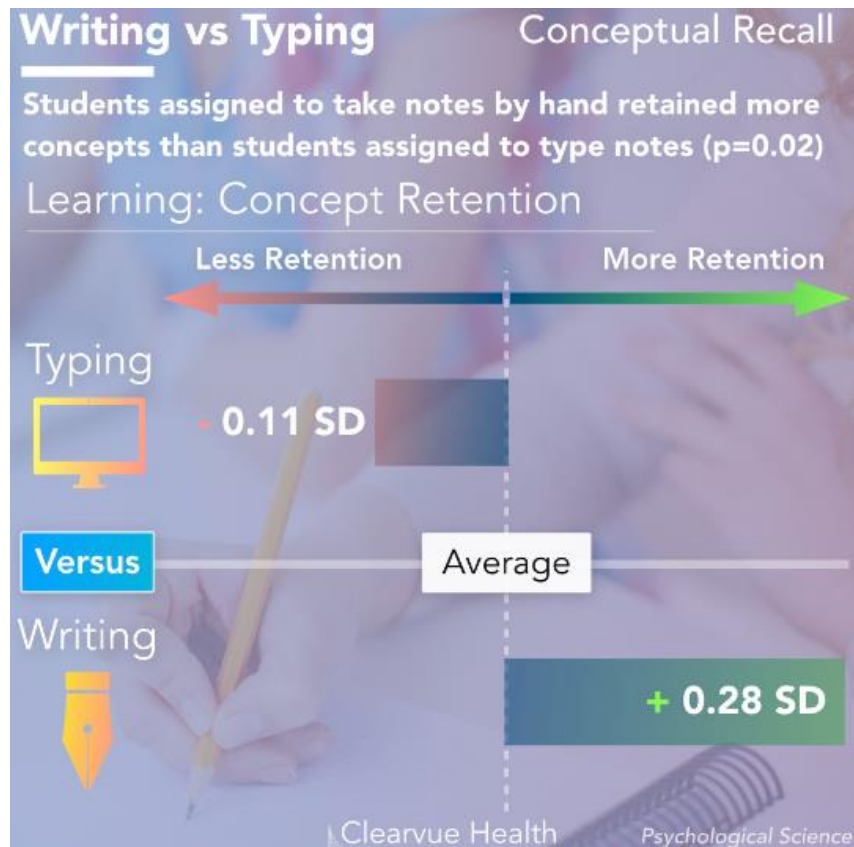 Writing vs Typing
Conceptual Recall
Students assigned to take notes by hand retained more
concepts than students assigned to type notes (p=0.02)
Learning: Concept Retention
Less Retention
More Retention
Typing
- 0.11 SD
Versus
Average
Writing
+ 0.28 SD
Clearvue Health
Psychological Science